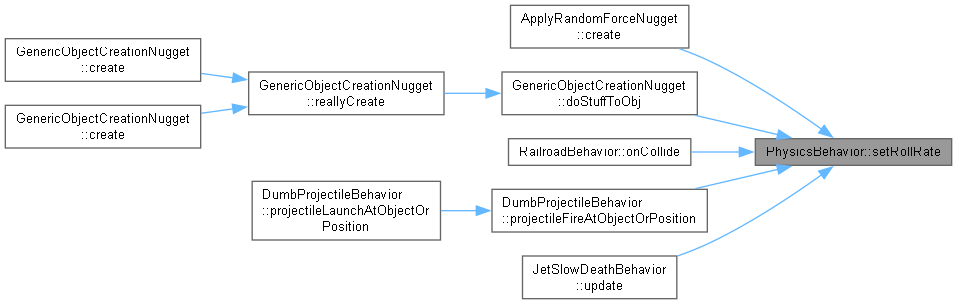 ApplyRandomForceNugget
::create
GenericObjectCreationNugget
::create
GenericObjectCreationNugget
::reallyCreate
GenericObjectCreationNugget
::doStuffToObj
GenericObjectCreationNugget
::create
RailroadBehavior::onCollide
PhysicsBehavior::setRollRate
DumbProjectileBehavior
::projectileLaunchAtObjectOr
Position
DumbProjectileBehavior
::projectileFireAtObjectOrPosition
JetSlowDeathBehavior
::update